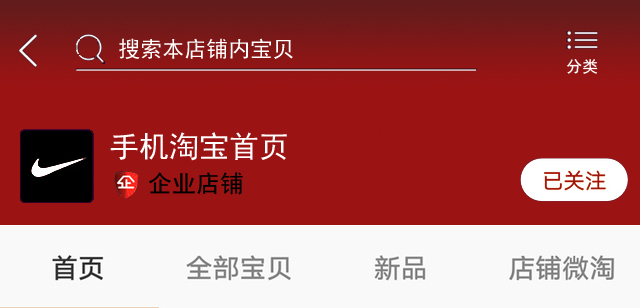 搜索本店铺内宝贝
分类
手机淘宝首页
企 企业店铺
已关注
首页 全部宝贝 新品 店铺微淘